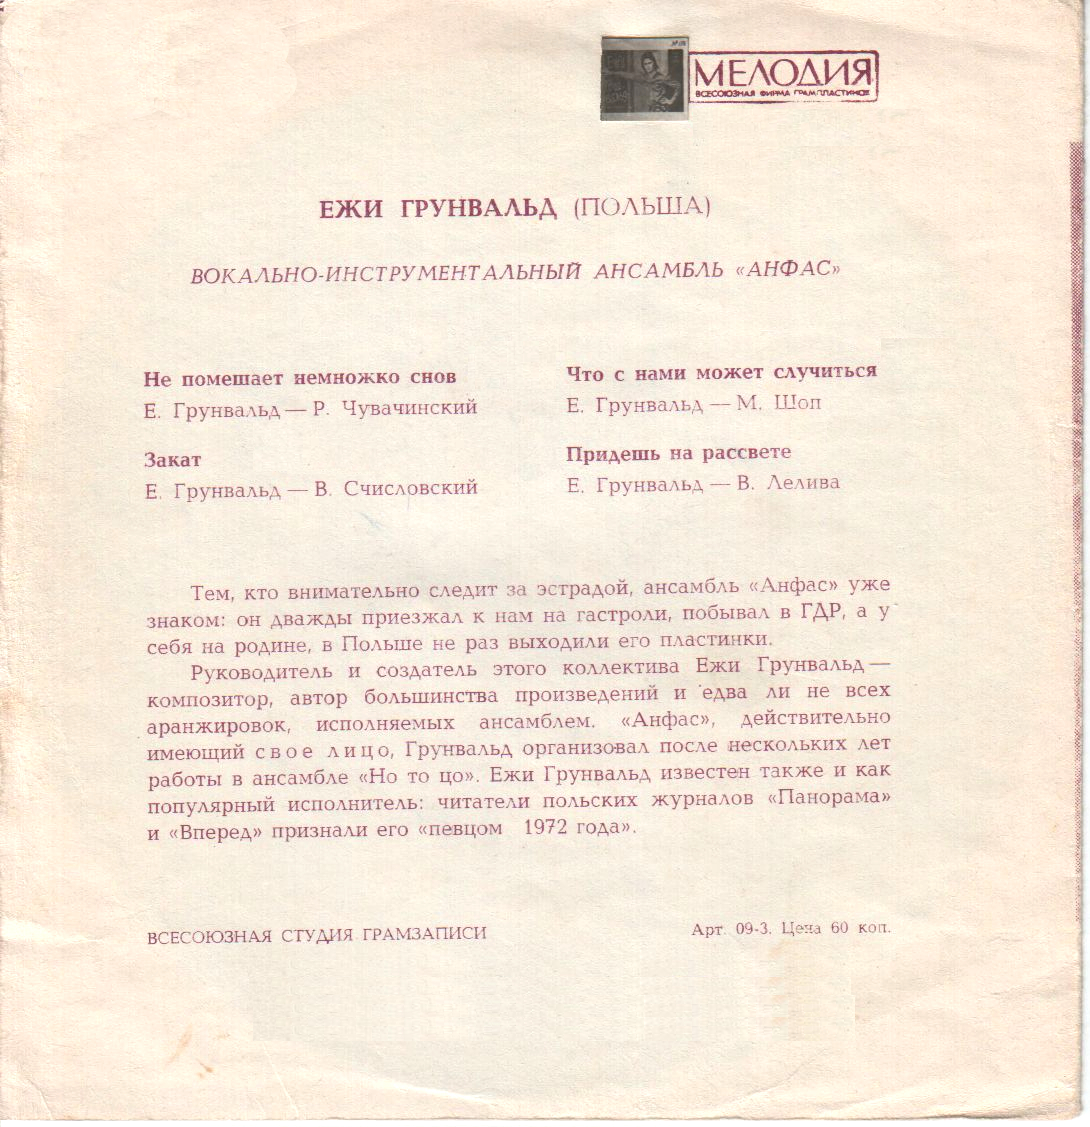 МЕЛОДИЯ
ВСЕСОЮЗНАЯ ФИРМА ГРАМПЛАСТИНОК
ЕЖИ ГРУНВАЛЬД (ПОЛЬША)
ВОКАЛЬНО-ИНСТРУМЕНТАЛЬНЫЙ АНСАМБЛЬ «АНФАС»
Не помешает немножко снов
Е. Грунвальд — Р. Чувачинский
Закат
Е. Грунвальд — В. Счисловский
Что с нами может случиться
Е. Грунвальд — М. Шоп
Придешь на рассвете
Е. Грунвальд — В. Лелива
Тем, кто внимательно следит за эстрадой, ансамбль «Анфас» уже
знаком: он дважды приезжал к нам на гастроли, побывал в ГДР, а у
себя на родине, в Польше не раз выходили его пластинки.
Руководитель и создатель этого коллектива Ежи Грунвальд —
композитор, автор большинства произведений и едва ли не всех
аранжировок, исполняемых ансамблем. «Анфас», действительно
имеющий свое лицо, Грунвальд организовал после нескольких лет
работы в ансамбле «Но то цо». Ежи Грунвальд известен также и как
популярный исполнитель: читатели польских журналов «Панорама»
и «Вперед» признали его «певцом 1972 года».
ВСЕСОЮЗНАЯ СТУДИЯ ГРАМЗАПИСИ
Арт. 09-3. Цена 60 коп.